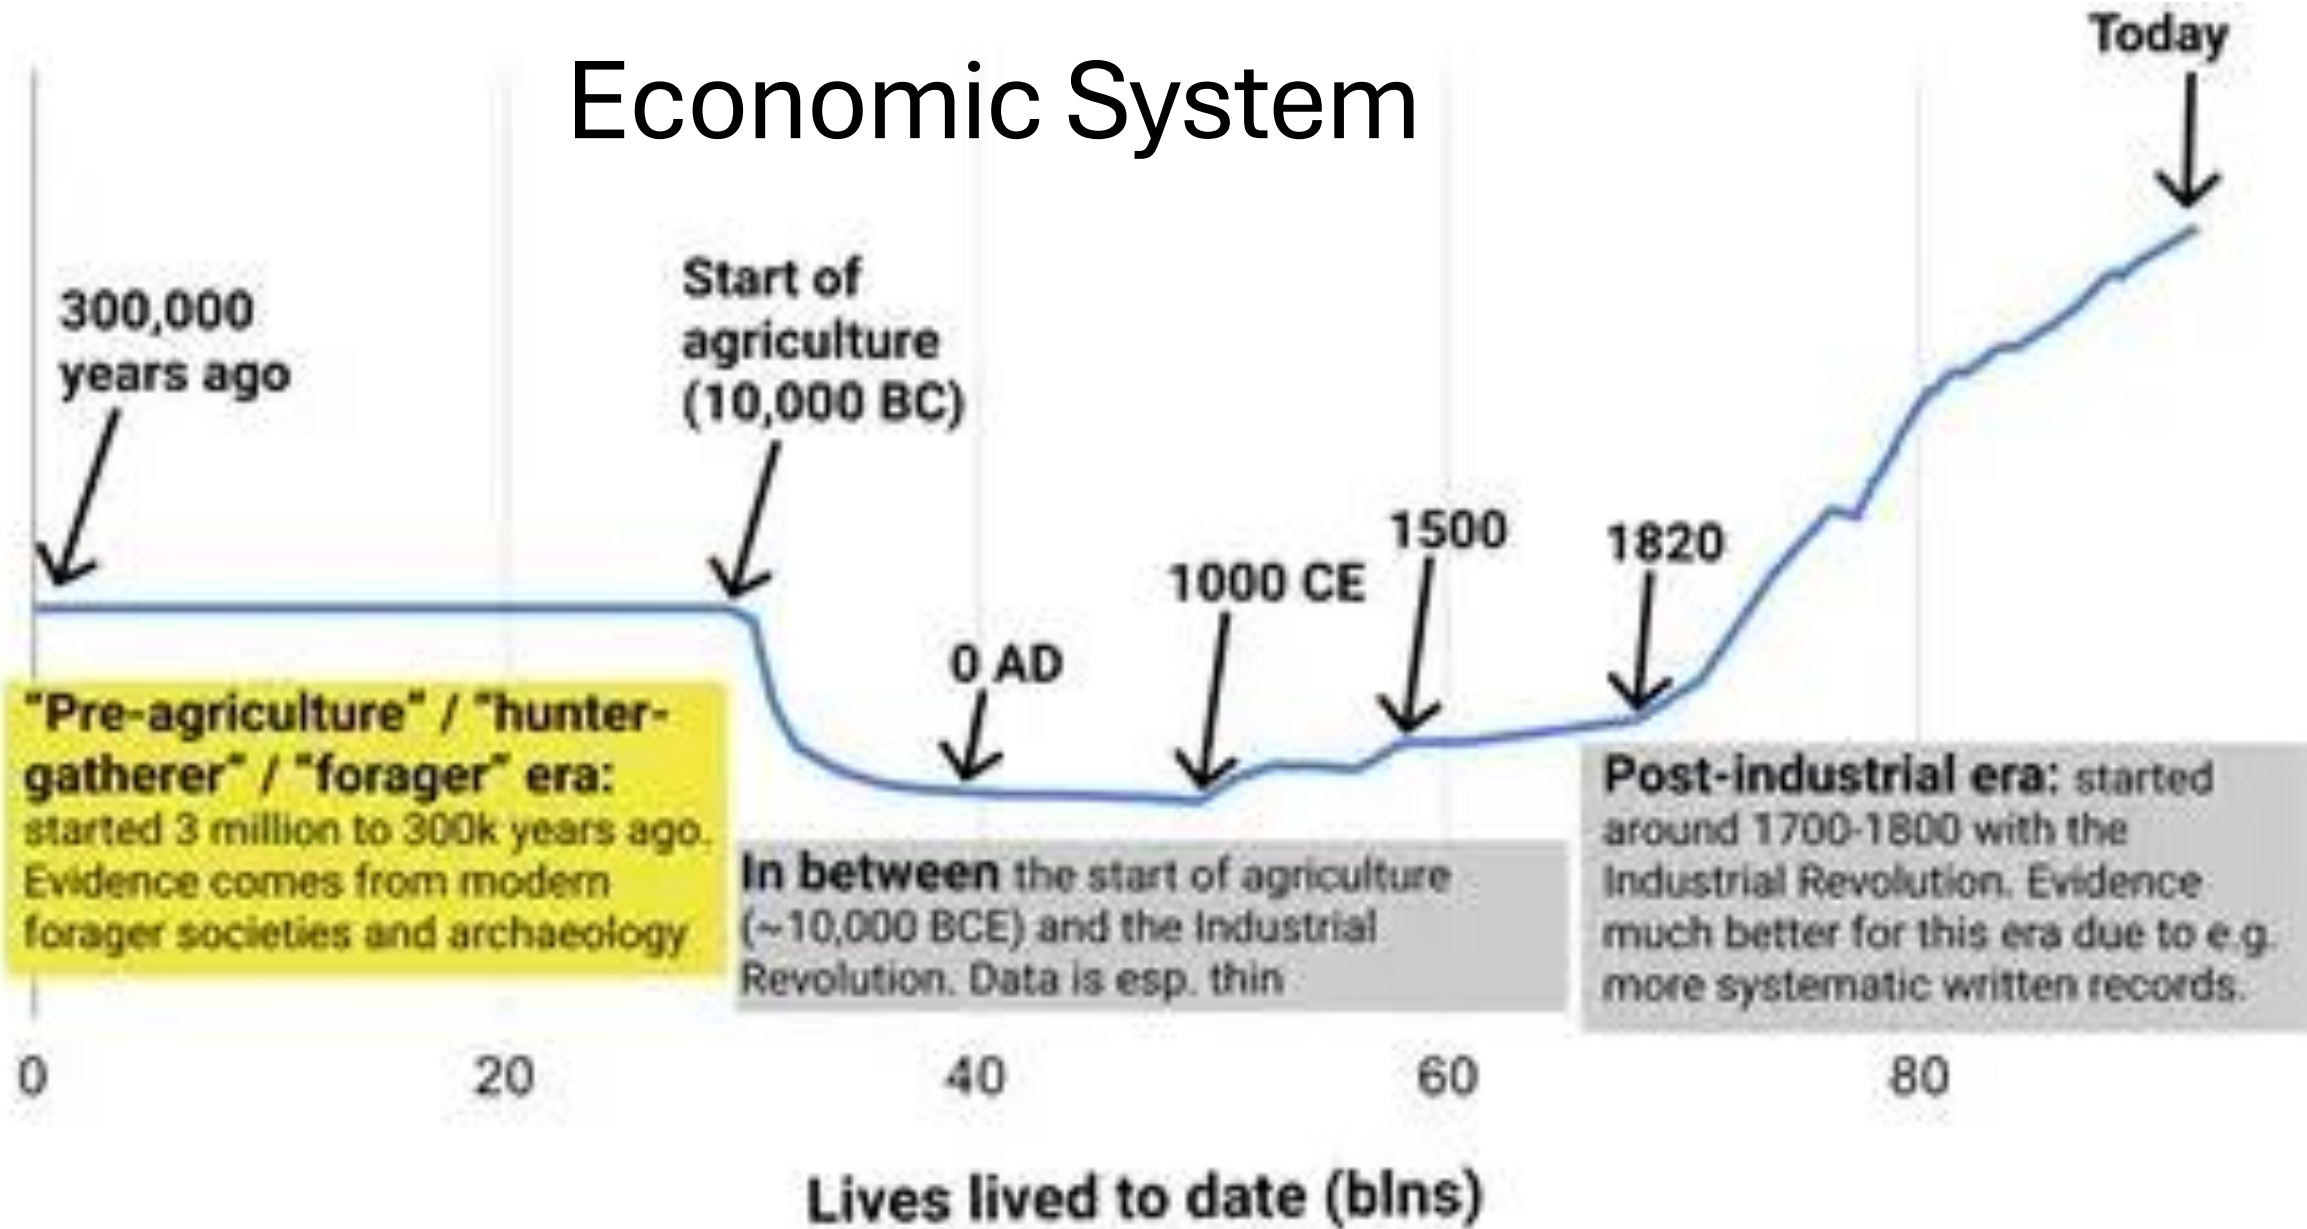 Today
Economic System
300,000
years ago
Start of
agriculture
(10,000 BC)
0 AD
1000 CE
1500
1820
“Pre-agriculture” / “hunter-
gatherer” / “forager” era:
started 3 million to 300k years ago.
Evidence comes from modern
forager societies and archaeology
In between the start of agriculture
(~10,000 BCE) and the Industrial
Revolution. Data is esp. thin
Post-industrial era: started
around 1700-1800 with the
Industrial Revolution. Evidence
much better for this era due to e.g.
more systematic written records.
0 20 40 60 80
Lives lived to date (blns)